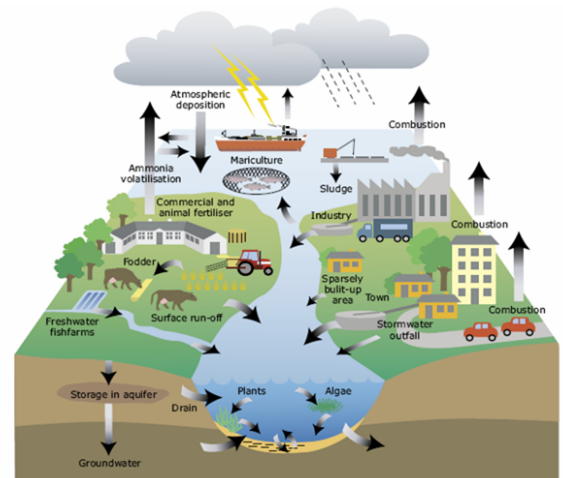 Atmospheric
deposition
Combustion
Mariculture
Ammonia
volatilisation
Sludge
Commercial and
animal fertiliser
Industry
Combustion
Fodder
Sparsely
bulit-up
area
Town
Combustion
Freshwater
fishfarms
Surface run-off
Stormwater
outfall
Storage in aquifer
Drain
Plants
Algae
Groundwater